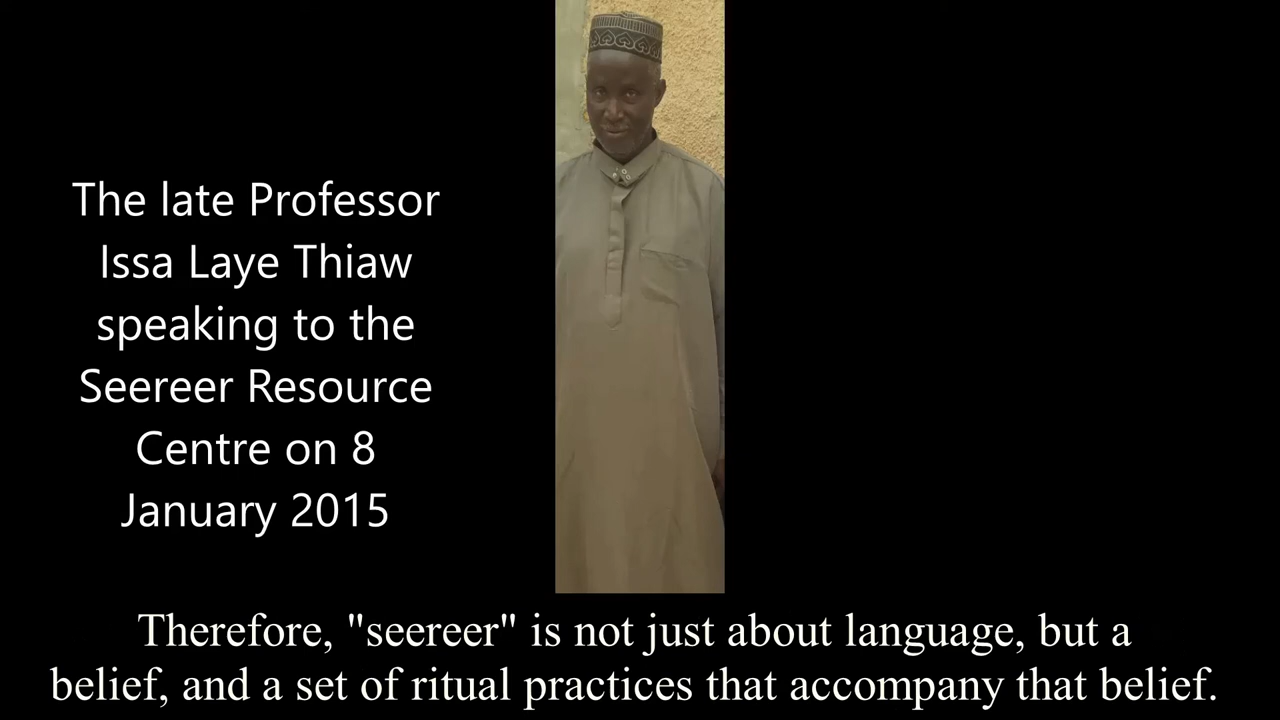 The late Professor
Issa Laye Thiaw
speaking to the
Seereer Resource
Centre on 8
January 2015
Therefore, "seereer" is not just about language, but a
belief, and a set of ritual practices that accompany that belief.